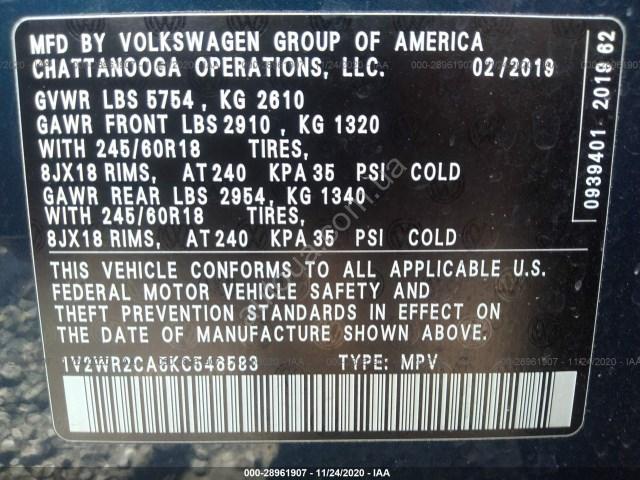 MFD BY VOLKSWAGEN GROUP OF AMERICA
CHATTANOOGA OPERATIONS, LLC. 02/2019
GVWR LBS 5754 , KG 2610
GAWR FRONT LBS 2910 , KG 1320
WITH 245/60R18 TIRES,
8JX18 RIMS, AT 240 KPA 35 PSI COLD
GAWR REAR LBS 2954, KG 1340
WITH 245/60R18 TIRES,
8JX18 RIMS, AT 240 KPA 35 PSI COLD
THIS VEHICLE CONFORMS TO ALL APPLICABLE U.S.
FEDERAL MOTOR VEHICLE SAFETY AND
THEFT PREVENTION STANDARDS IN EFFECT ON
THE DATE OF MANUFACTURE SHOWN ABOVE.
TYPE: MPV
0939401 2019 62
000-28961907 - 11/24/2020 - IAA